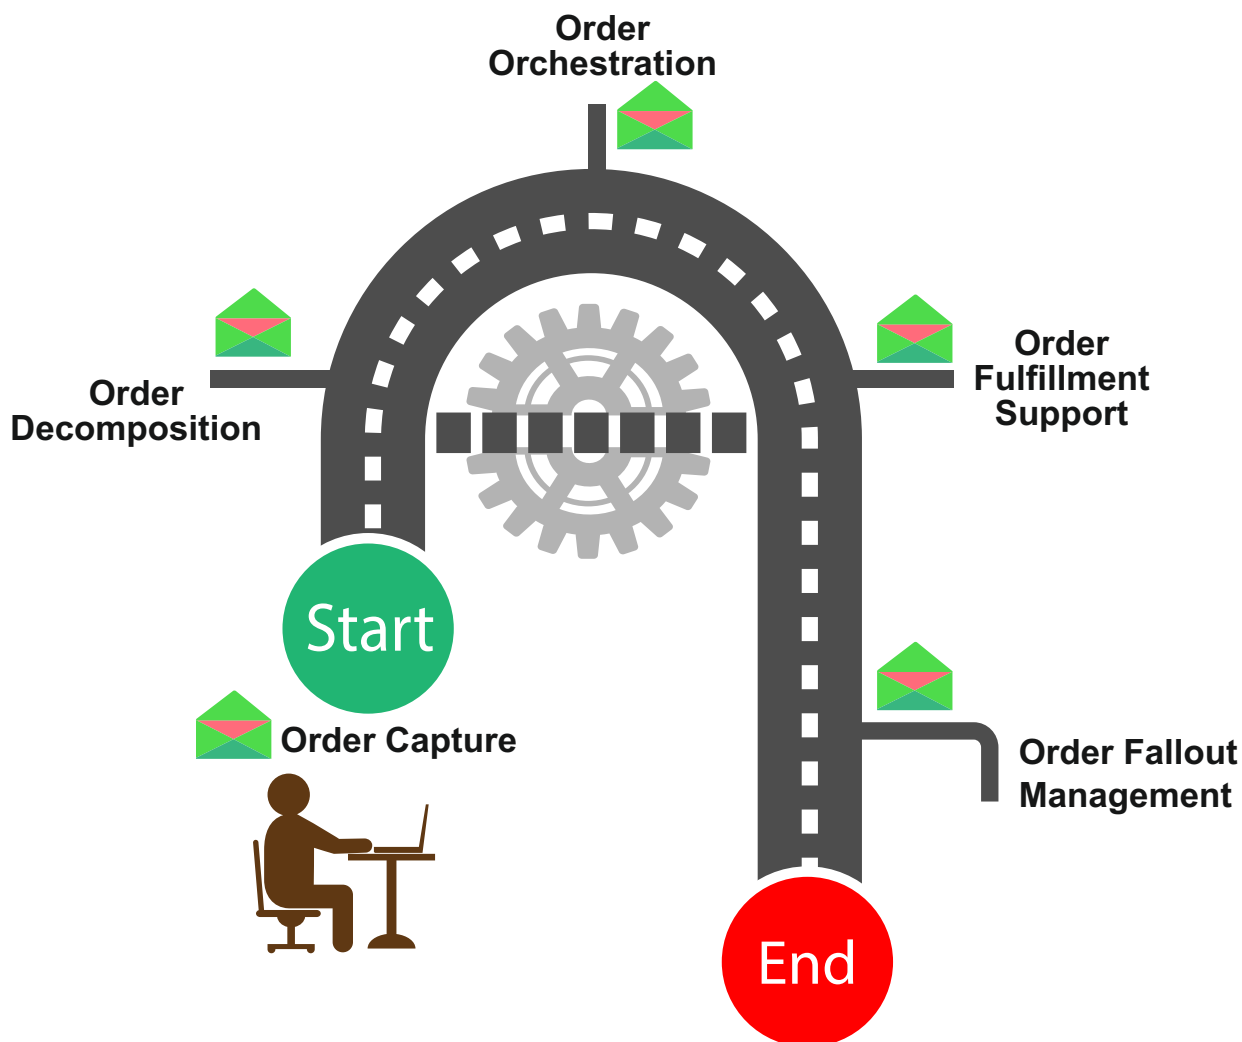 Order
Orchestration
Order
Decomposition
Order
Fulfillment
Support
Start
Order Capture
Order Fallout
Management
End